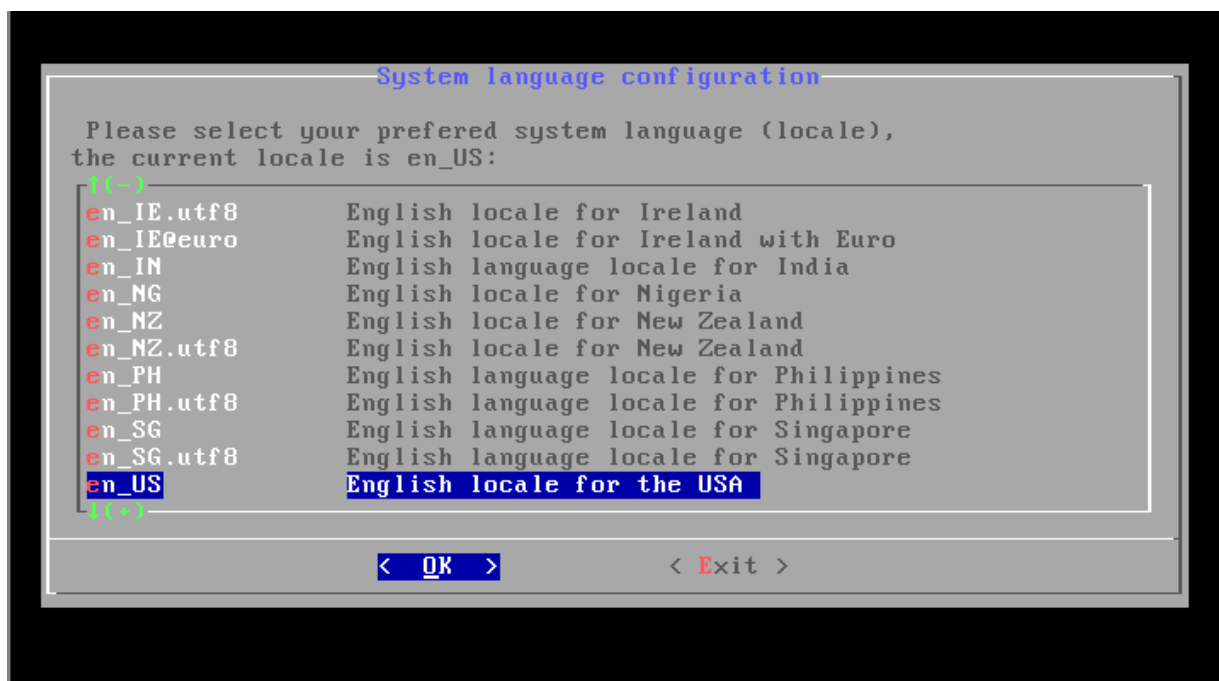 System language configuration
Please select your prefered system language (locale),
the current locale is en_US:
↑(-)
en_IE.utf8 English locale for Ireland
en_IE@euro English locale for Ireland with Euro
en_IN English language locale for India
en_NG English locale for Nigeria
en_NZ English locale for New Zealand
en_NZ.utf8 English locale for New Zealand
en_PH English language locale for Philippines
en_PH.utf8 English language locale for Philippines
en_SG English language locale for Singapore
en_SG.utf8 English language locale for Singapore
en_US English locale for the USA
↓(+)
< OK > < Exit >